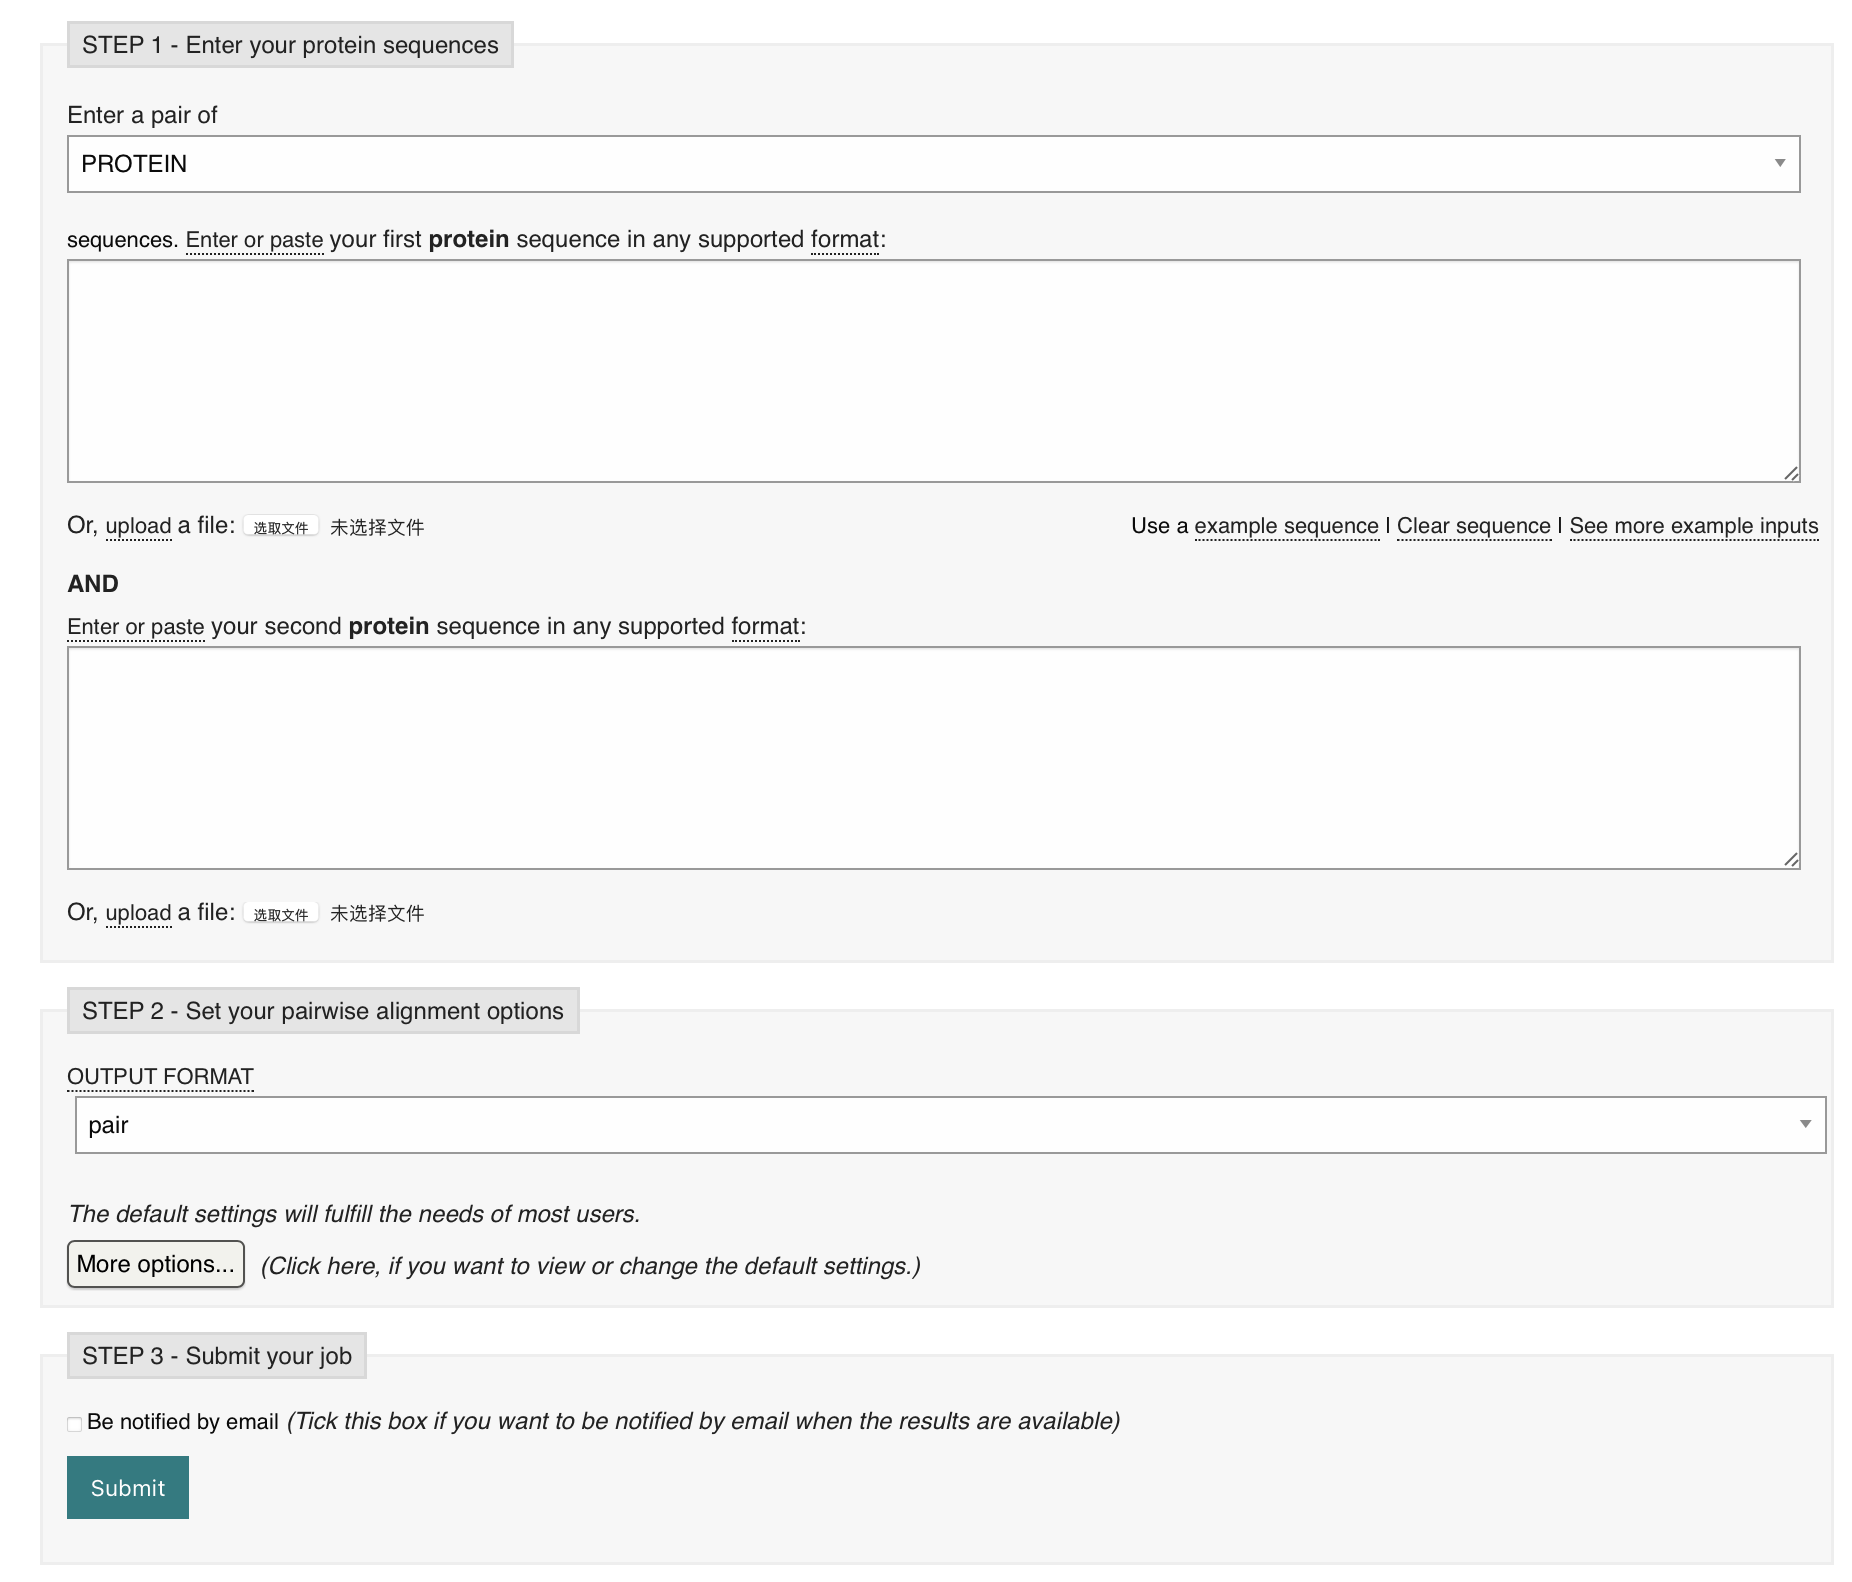 STEP 1 - Enter your protein sequences
Enter a pair of
PROTEIN
sequences. Enter or paste your first protein sequence in any supported format:
Or, upload a file: 选取文件 未选择文件
Use a example sequence | Clear sequence | See more example inputs
AND
Enter or paste your second protein sequence in any supported format:
Or, upload a file: 选取文件 未选择文件
STEP 2 - Set your pairwise alignment options
OUTPUT FORMAT
pair
The default settings will fulfill the needs of most users.
More options... (Click here, if you want to view or change the default settings.)
STEP 3 - Submit your job
Be notified by email (Tick this box if you want to be notified by email when the results are available)
Submit